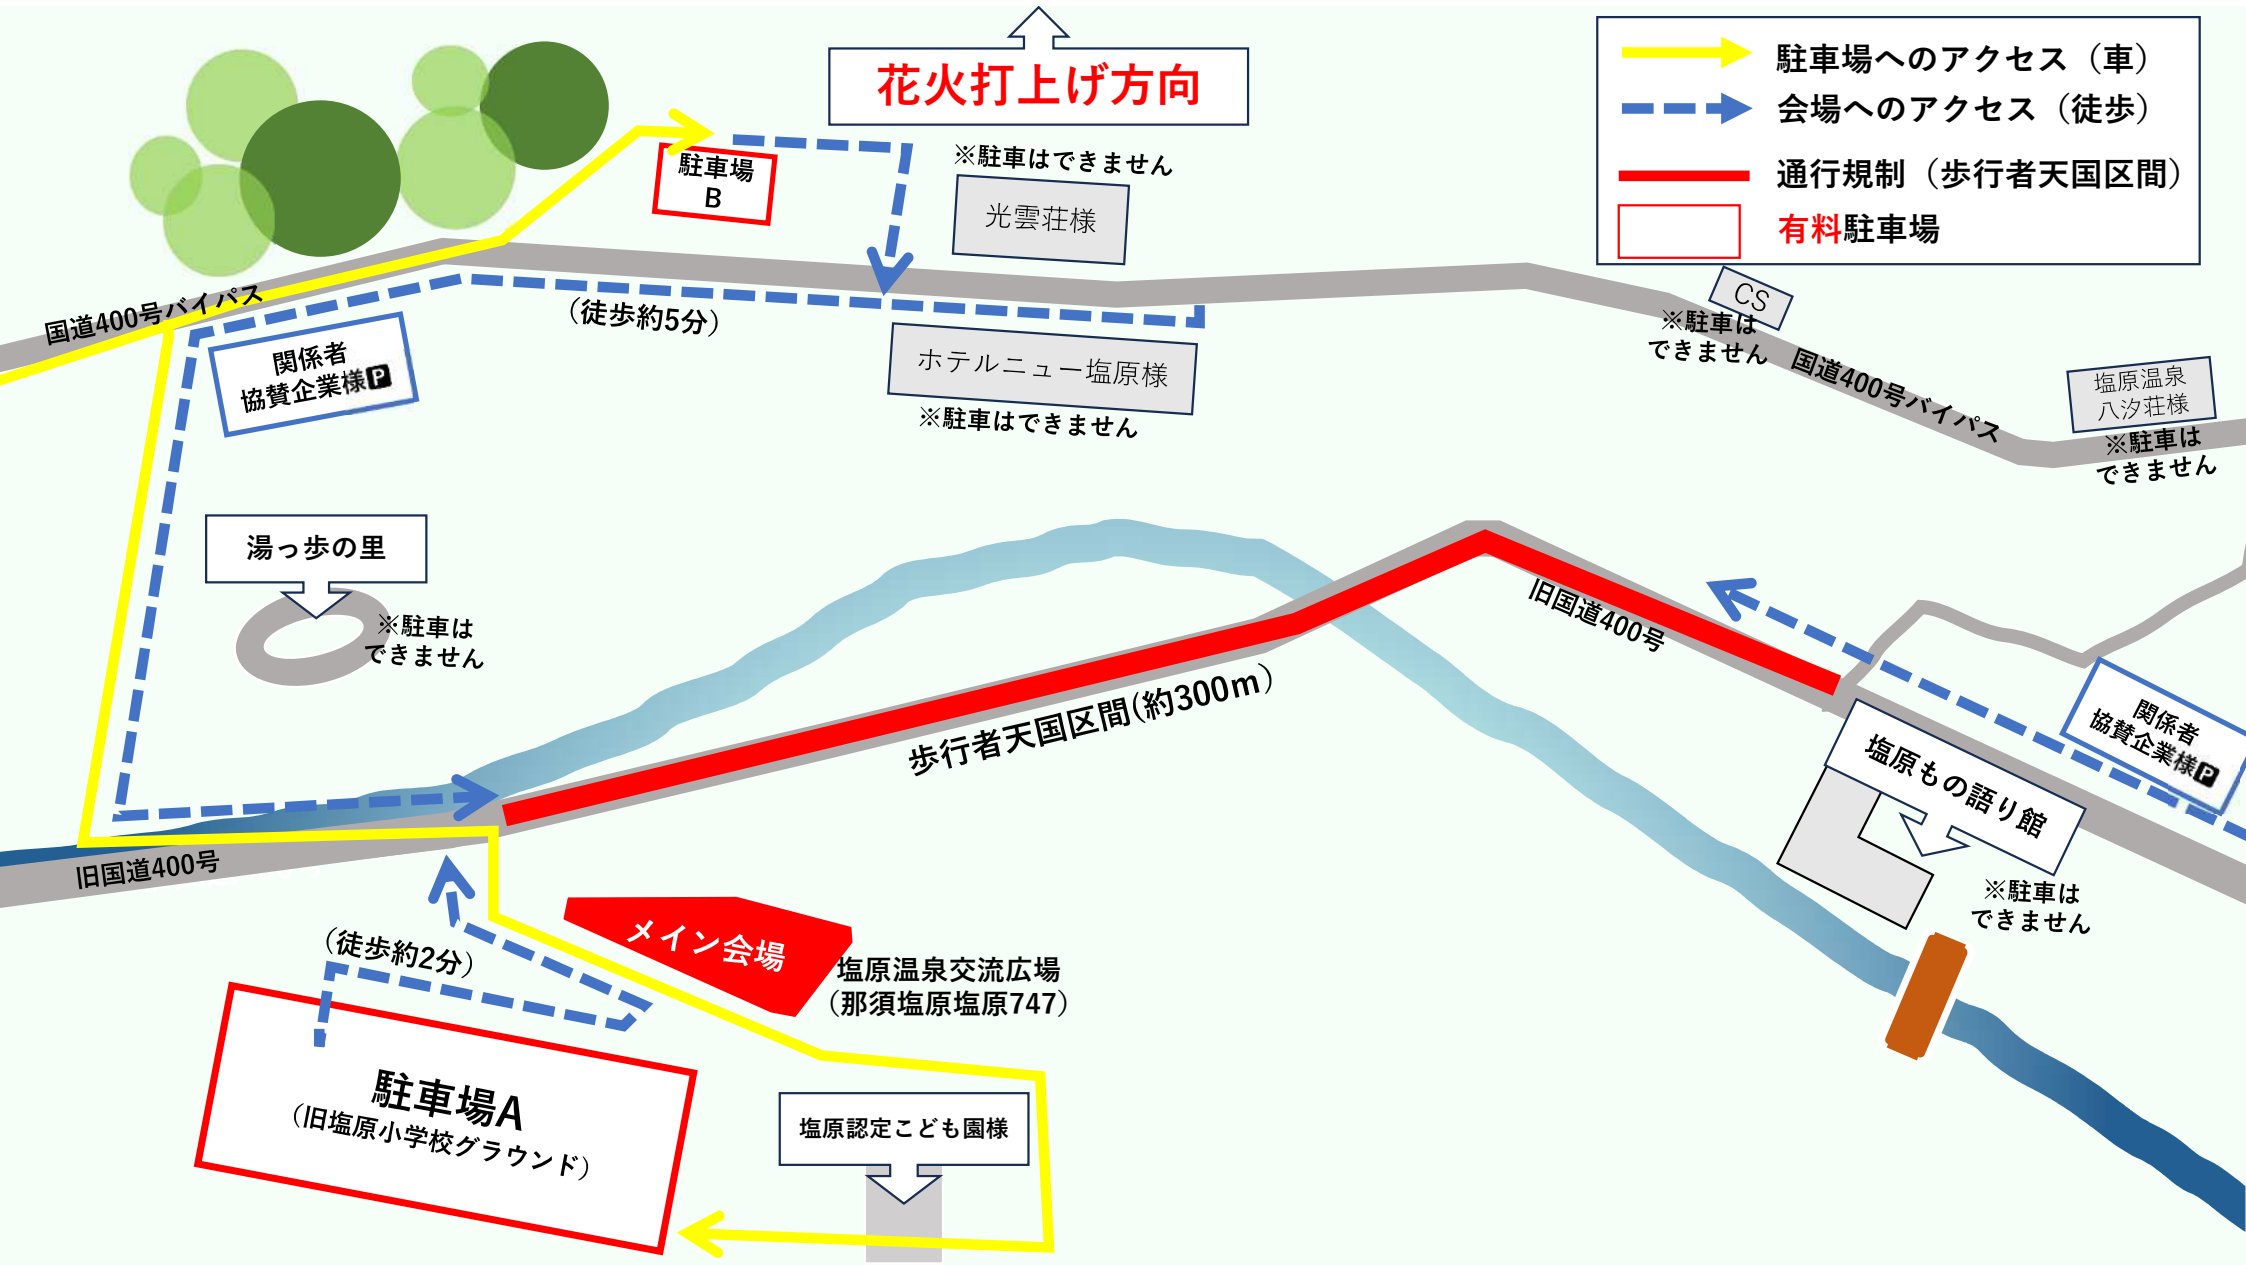 花火打上げ方向
駐車場へのアクセス（車）
会場へのアクセス（徒歩）
通行規制（歩行者天国区間）
有料駐車場
駐車場
B
※駐車はできません
光雲荘様
国道400号バイパス
（徒歩約5分）
関係者
協賛企業様🅿
ホテルニュー塩原様
※駐車はできません
CS
※駐車は
できません
国道400号バイパス
塩原温泉
八汐荘様
※駐車は
できません
湯っ歩の里
※駐車は
できません
旧国道400号
歩行者天国区間(約300m）
関係者
協賛企業様🅿
塩原もの語り館
※駐車は
できません
旧国道400号
（徒歩約2分）
メイン会場
塩原温泉交流広場
（那須塩原塩原747）
駐車場A
（旧塩原小学校グラウンド）
塩原認定こども園様